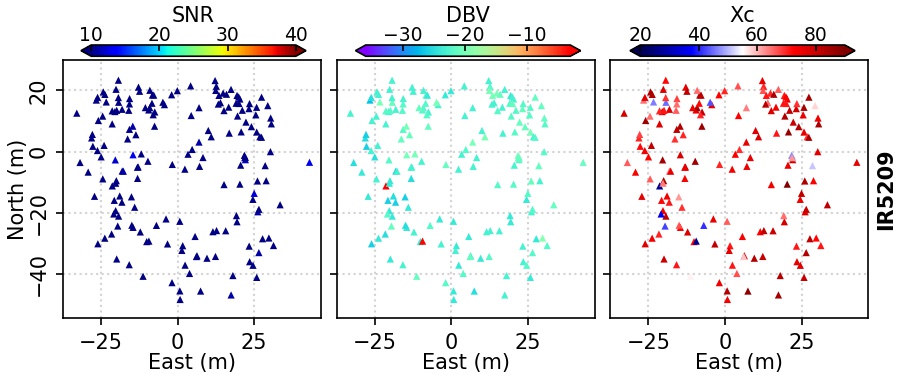 SNR DBV Xc
10 20 30 40 −30 −20 −10 20 40 60 80
20
0
−20
−40
North (m)
IR5209
−25 0 25 −25 0 25 −25 0 25
East (m) East (m) East (m)